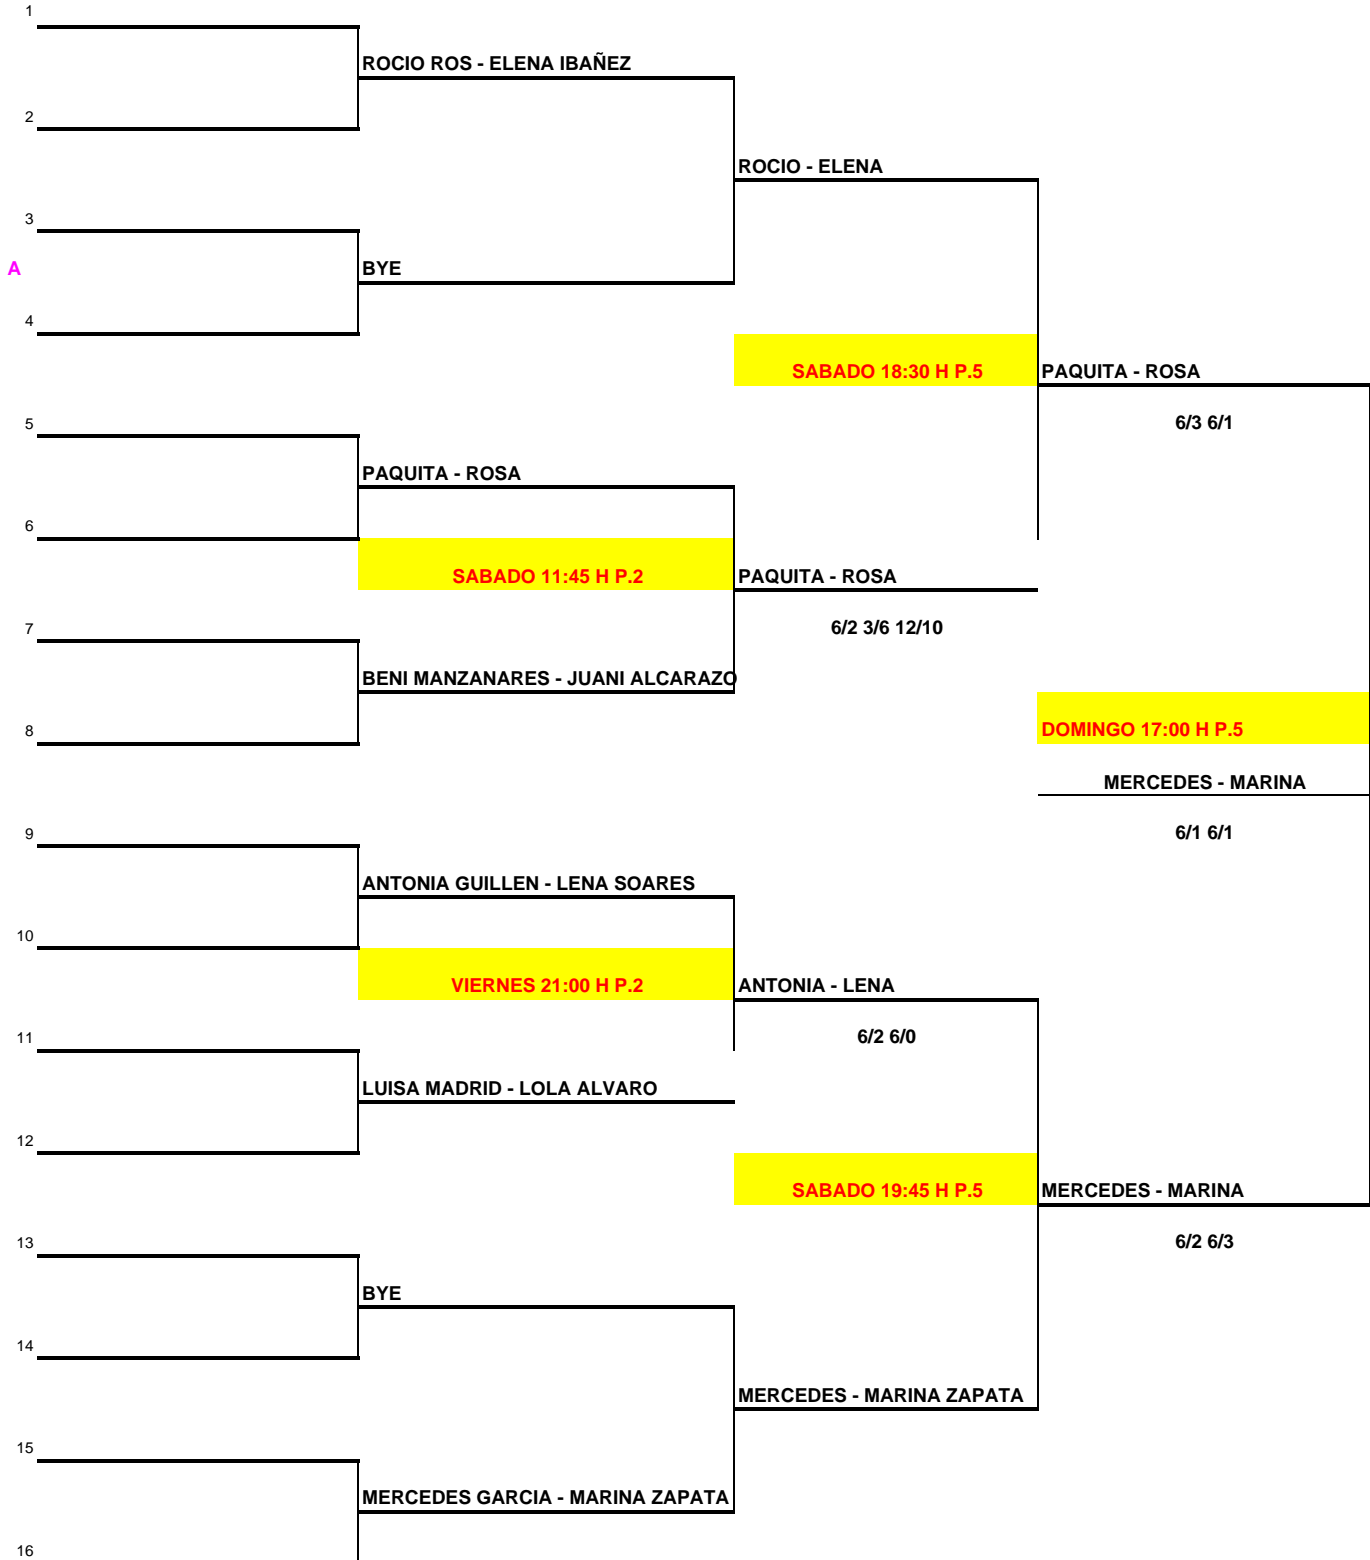 1
ROCIO ROS - ELENA IBAÑEZ
2
ROCIO - ELENA
3
A
BYE
4
SABADO 18:30 H P.5
PAQUITA - ROSA
5
6/3 6/1
PAQUITA - ROSA
6
SABADO 11:45 H P.2
PAQUITA - ROSA
7
6/2 3/6 12/10
BENI MANZANARES - JUANI ALCARAZO
8
DOMINGO 17:00 H P.5
MERCEDES - MARINA
9
6/1 6/1
ANTONIA GUILLEN - LENA SOARES
10
VIERNES 21:00 H P.2
ANTONIA - LENA
11
6/2 6/0
LUISA MADRID - LOLA ALVARO
12
SABADO 19:45 H P.5
MERCEDES - MARINA
13
6/2 6/3
BYE
14
MERCEDES - MARINA ZAPATA
15
MERCEDES GARCIA - MARINA ZAPATA
16